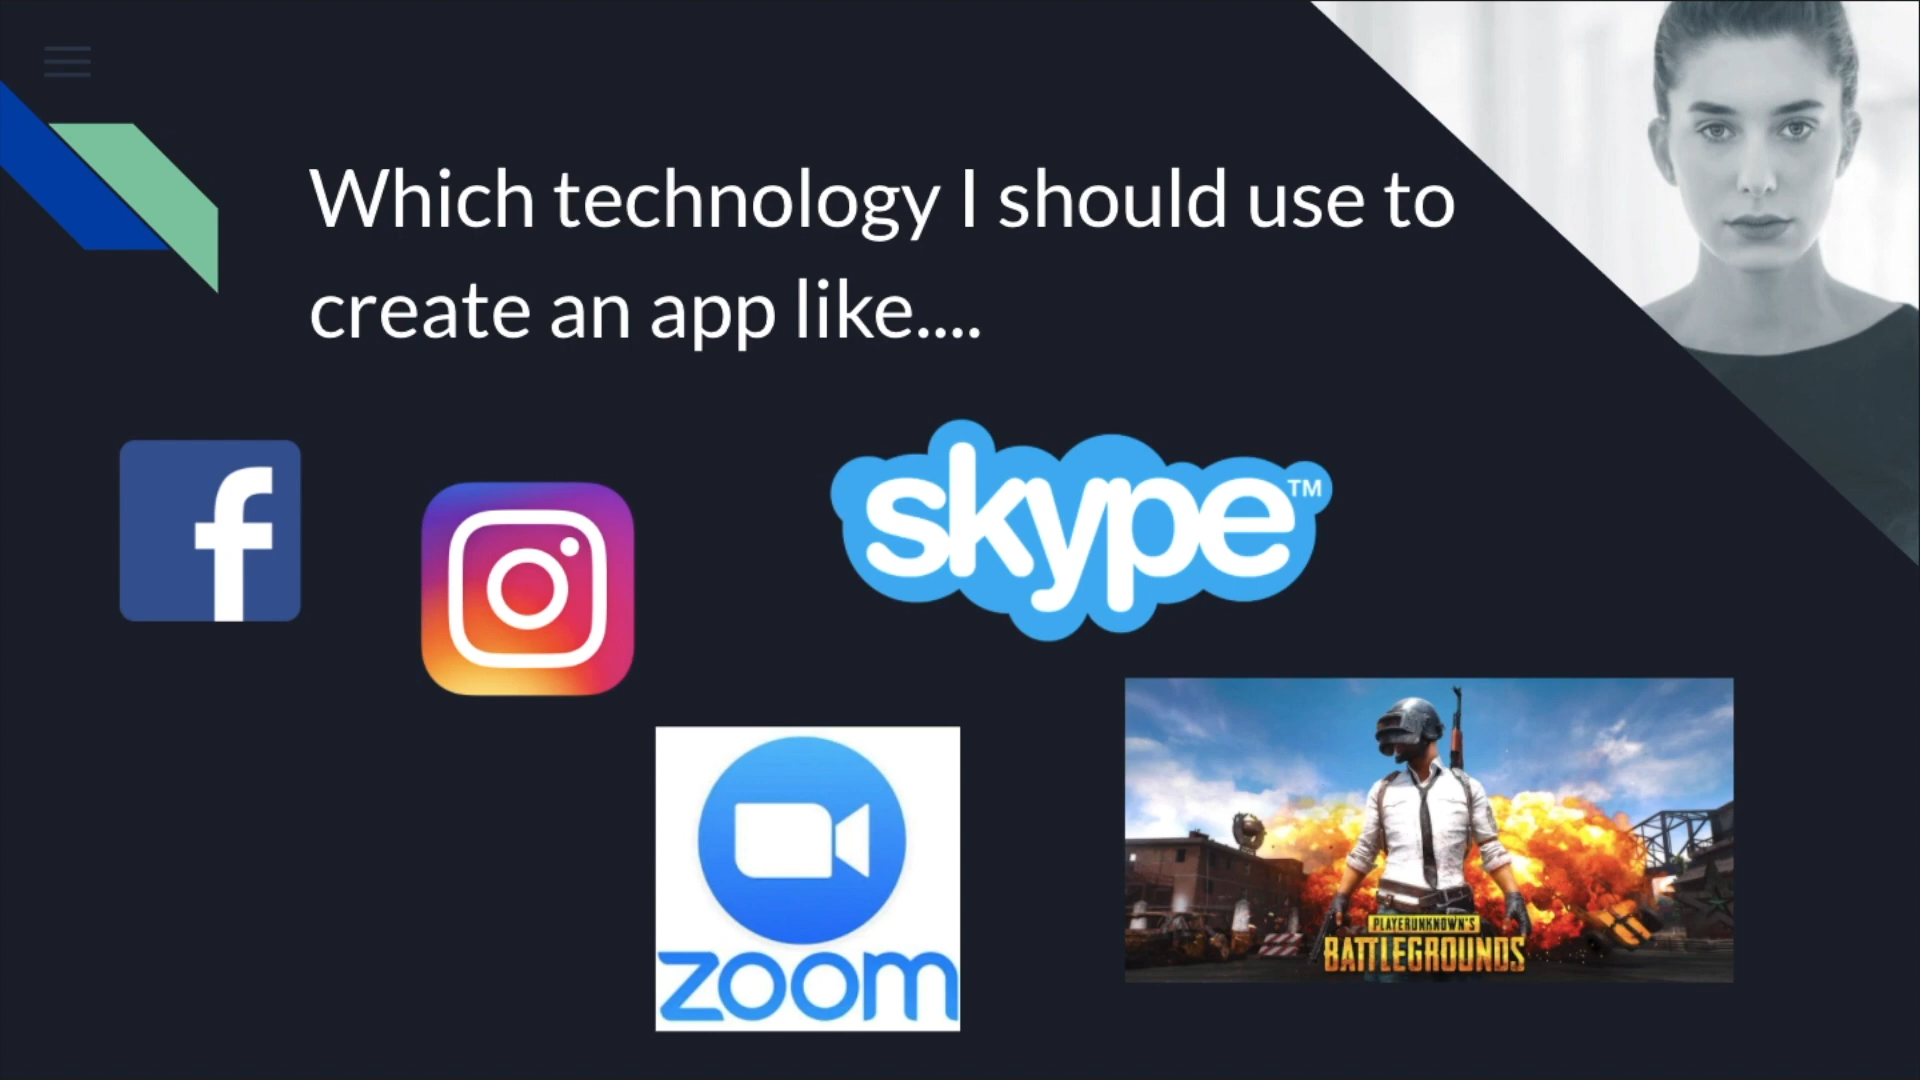 Which technology I should use to
create an app like....
f
skype™
zoom
PLAYERUNKNOWN'S
BATTLEGROUNDS